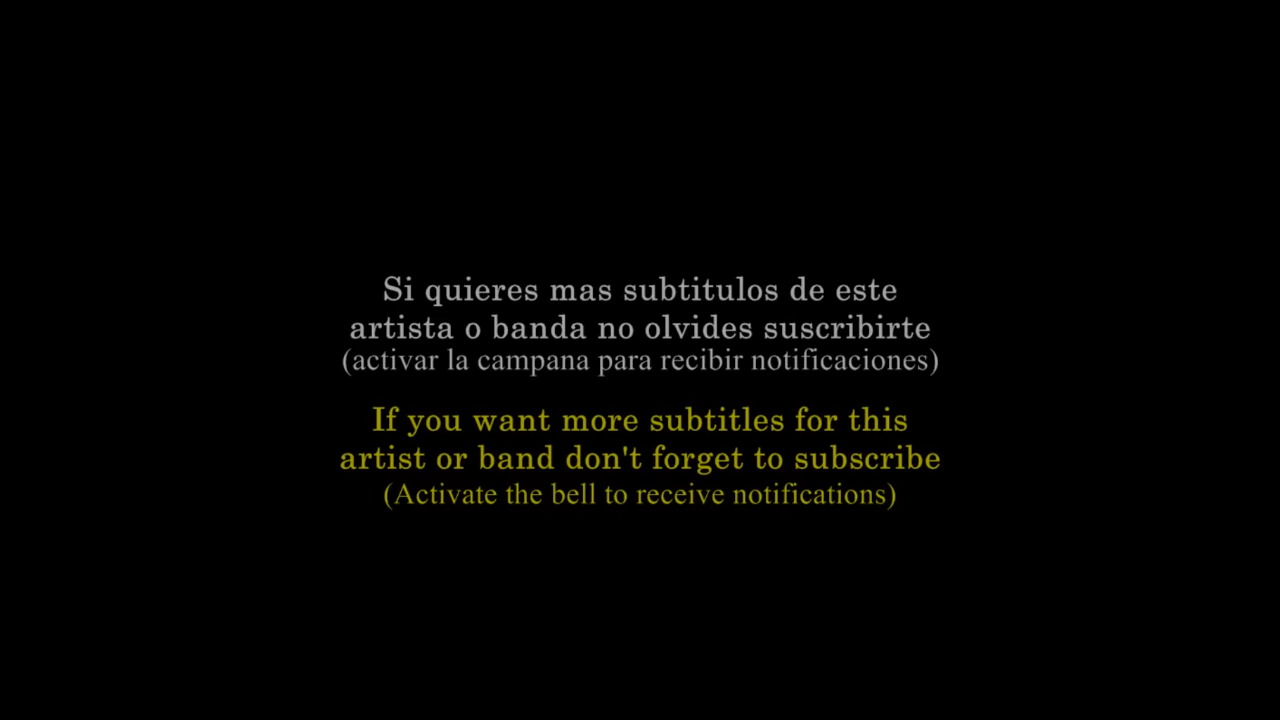 Si quieres mas subtitulos de este
artista o banda no olvides suscribirte
(activar la campana para recibir notificaciones)
If you want more subtitles for this
artist or band don't forget to subscribe
(Activate the bell to receive notifications)